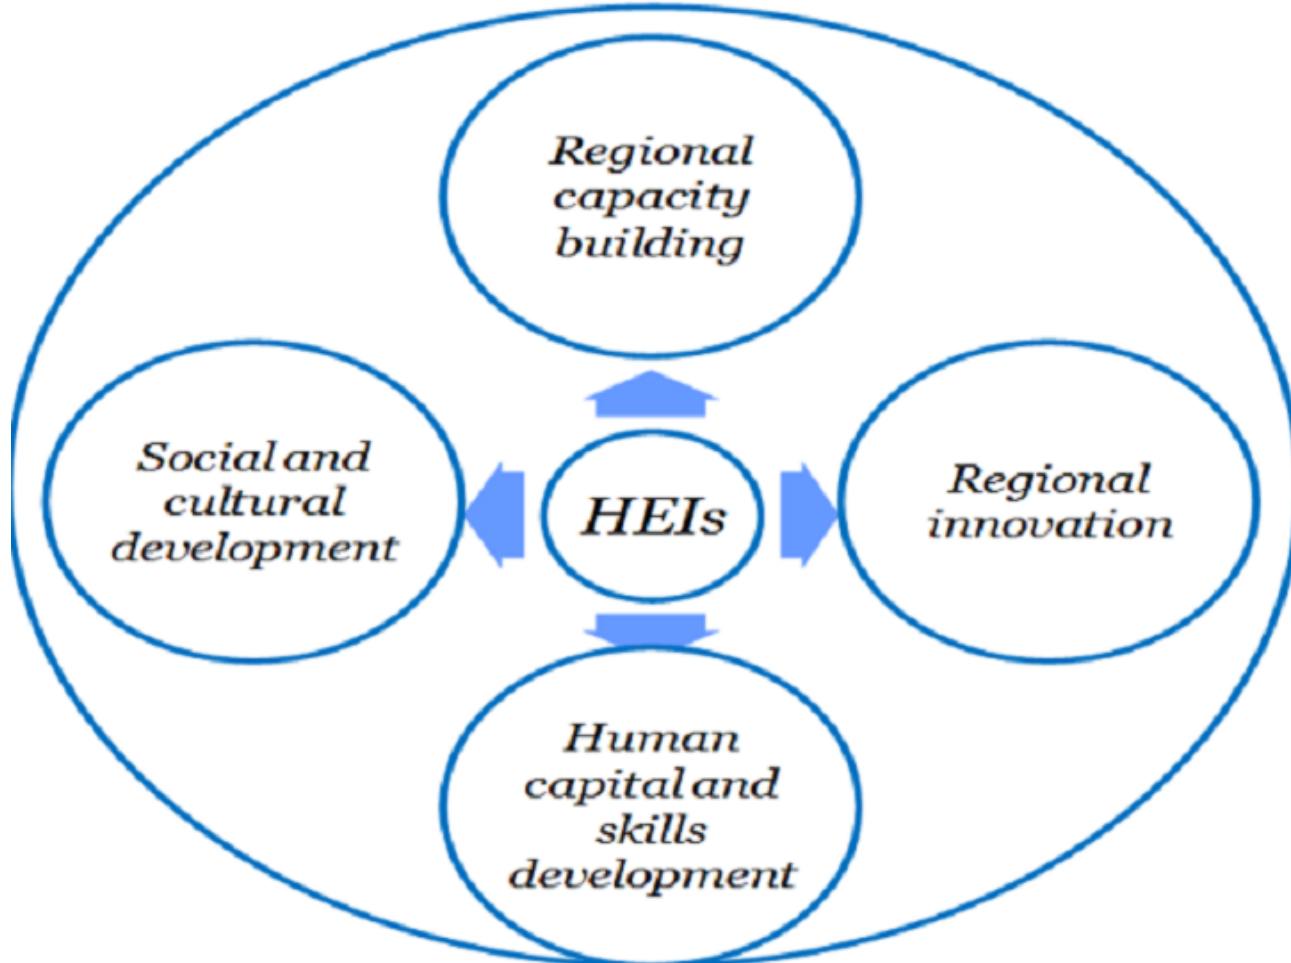 Regional
capacity
building
Social and
cultural
development
HEIs
Regional
innovation
Human
capital and
skills
development